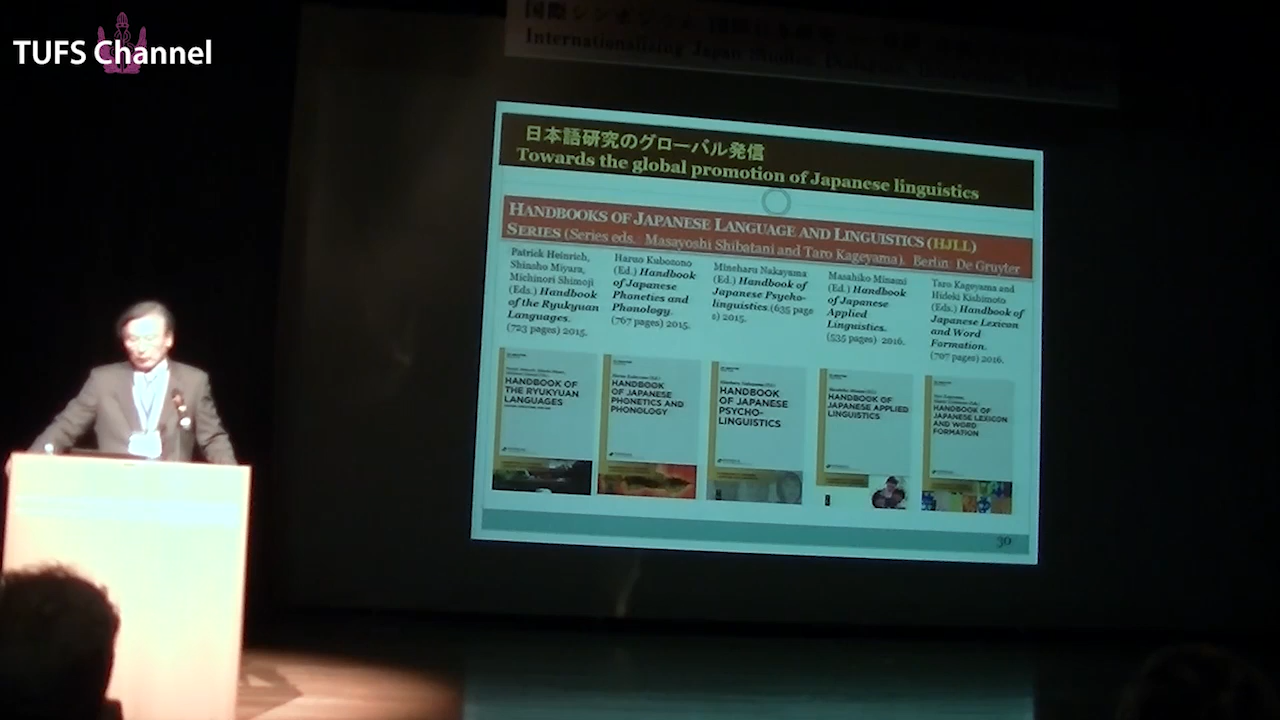 TUFS Channel
Internationalising Japan
日本語研究のグローバル発信
Towards the global promotion of Japanese linguistics
HANDBOOKS OF JAPANESE LANGUAGE AND LINGUISTICS (HJLL)
SERIES (Series eds.: Masayoshi Shibatani and Taro Kageyama). Berlin: De Gruyter
Patrick Heinrich,
Shinsho Miyara,
Michinori Shimoji
(Eds.) Handbook
of the Ryukyuan
Languages.
(723 pages) 2015.
Haruo Kubozono
(Ed.) Handbook
of Japanese
Phonetics and
Phonology.
(767 pages) 2015.
Mineharu Nakayama
(Ed.) Handbook of
Japanese Psycho-
linguistics.(635 page
s) 2015.
Masahiko Minami
(Ed.) Handbook
of Japanese
Applied
Linguistics.
(535 pages) 2016.
Taro Kageyama and
Hideki Kishimoto
(Eds.) Handbook of
Japanese Lexicon
and Word
Formation.
(707 pages) 2016.
HANDBOOK OF
THE RYUKYUAN
LANGUAGES
HANDBOOK
OF JAPANESE
PHONETICS AND
PHONOLOGY
HANDBOOK
OF JAPANESE
PSYCHO-
LINGUISTICS
HANDBOOK OF
JAPANESE APPLIED
LINGUISTICS
HANDBOOK OF
JAPANESE LEXICON
AND WORD
FORMATION
30